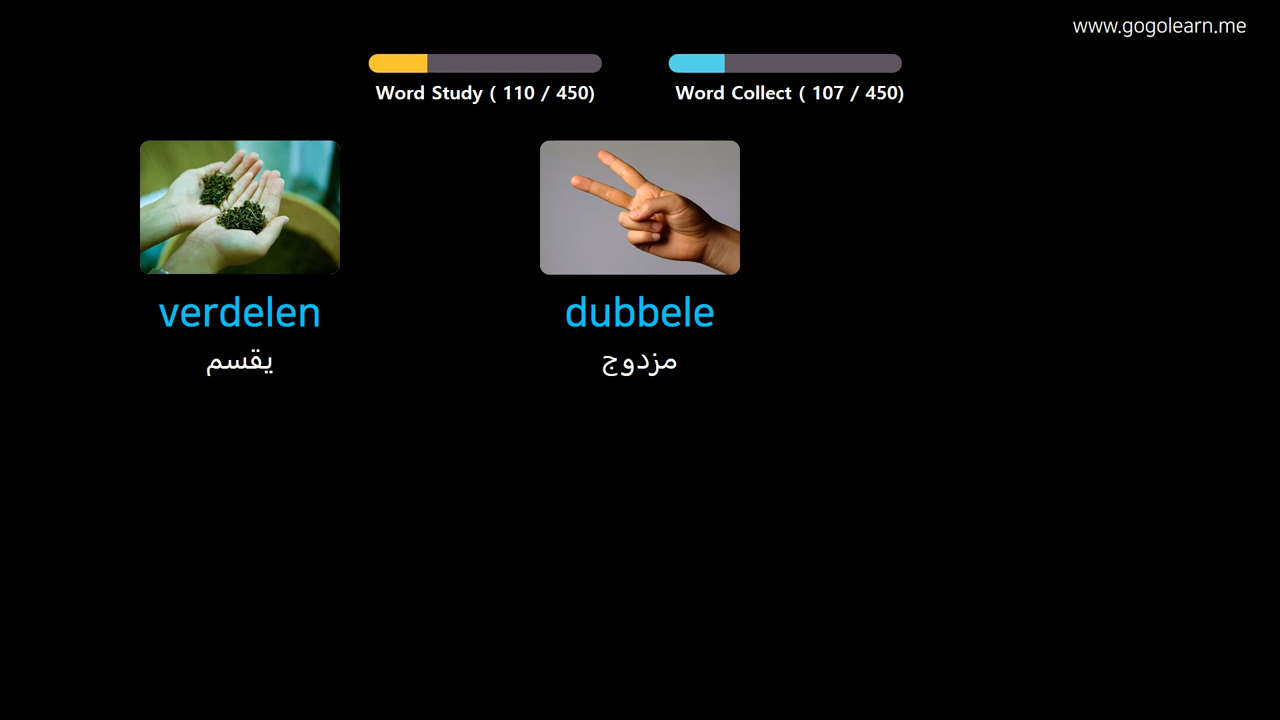 www.gogolearn.me
Word Study ( 110 / 450)
Word Collect ( 107 / 450)
verdelen
يقسم
dubbele
مزدوج